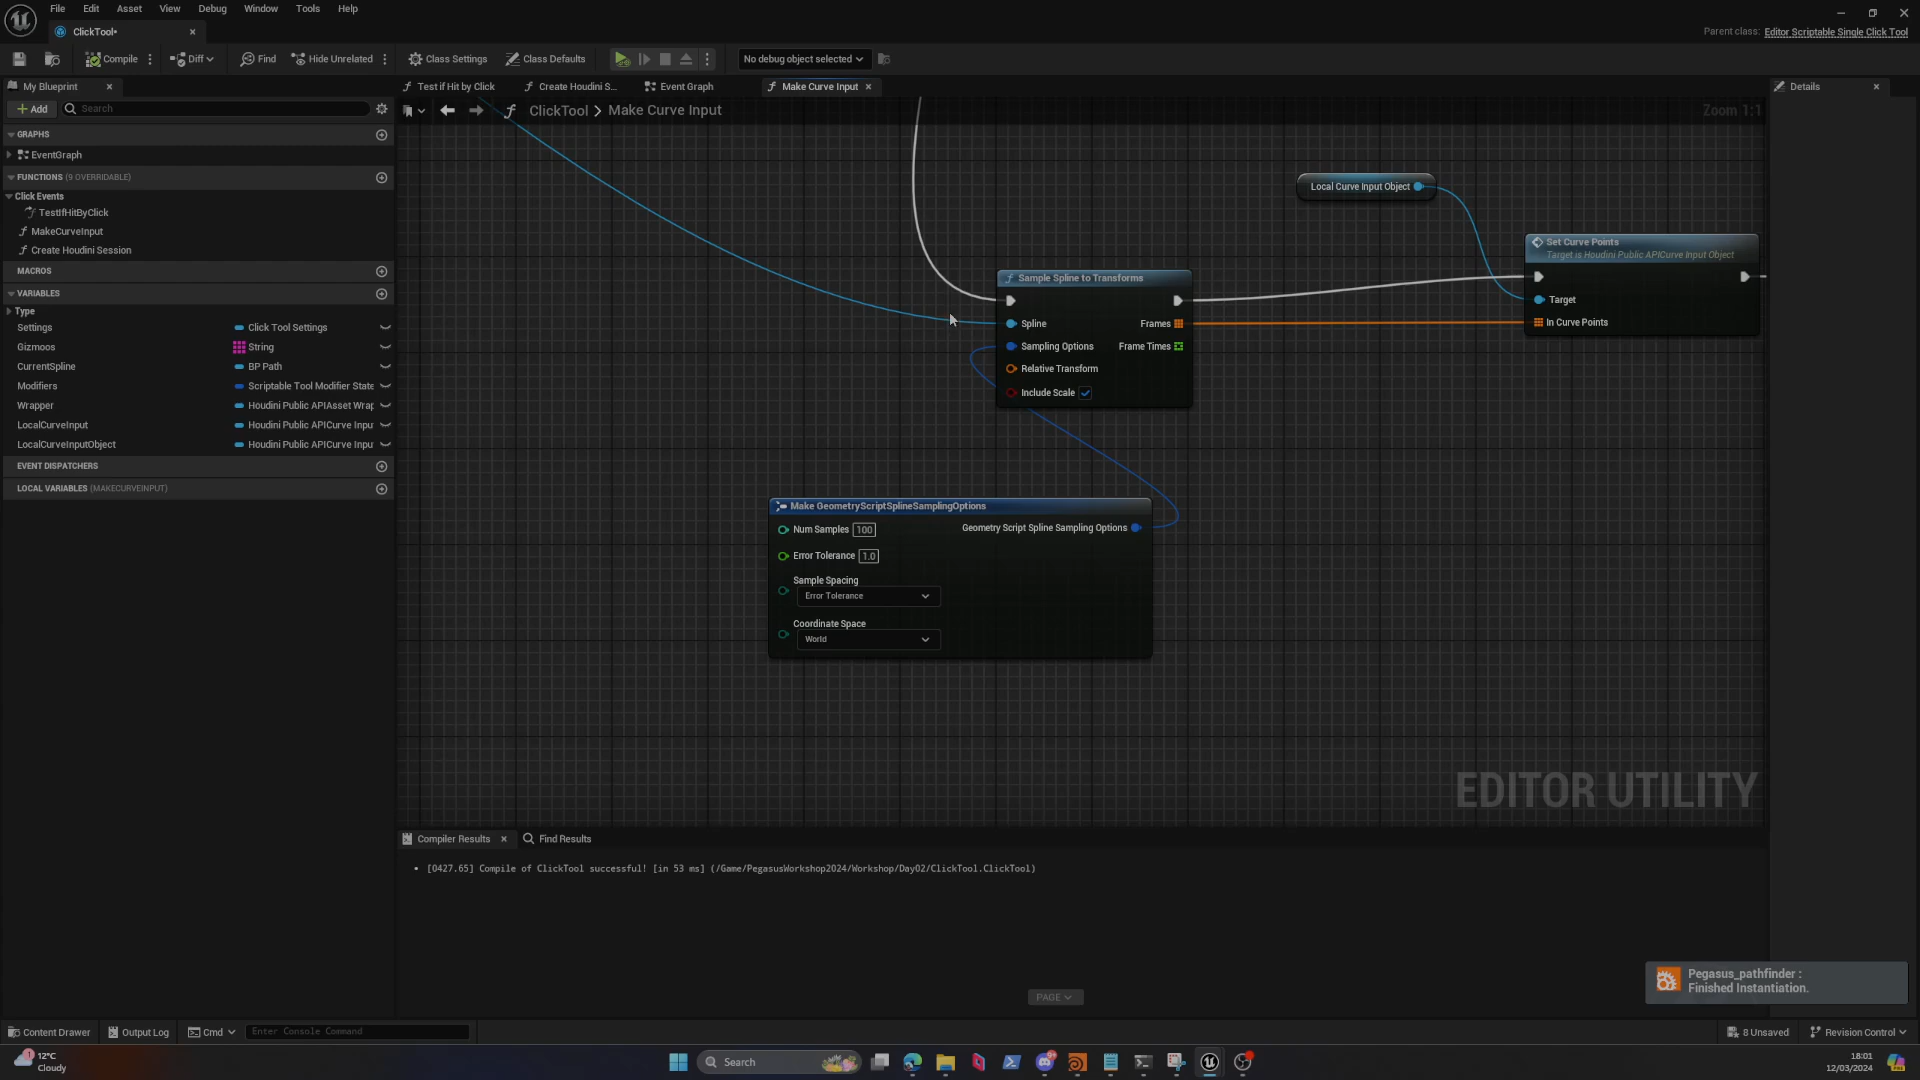 File Edit Asset View Debug Window Tools Help
ClickTool•
Parent class: Editor Scriptable Single Click Tool
Compile Diff Find Hide Unrelated Class Settings Class Defaults No debug object selected
My Blueprint Test if Hit by Click Create Houdini S... Event Graph Make Curve Input Details
Add Search ClickTool > Make Curve Input Zoom 1:1
GRAPHS
EventGraph
FUNCTIONS (9 OVERRIDABLE)
Click Events
TestIfHitByClick
MakeCurveInput
Create Houdini Session
MACROS
VARIABLES
Type
Settings Click Tool Settings
Gizmoos String
CurrentSpline BP Path
Modifiers Scriptable Tool Modifier State
Wrapper Houdini Public APIAsset Wrap
LocalCurveInput Houdini Public APICurve Inpu
LocalCurveInputObject Houdini Public APICurve Inpu
EVENT DISPATCHERS
LOCAL VARIABLES (MAKECURVEINPUT)
Local Curve Input Object
Set Curve Points
Target is Houdini Public APICurve Input Object
Target
In Curve Points
Sample Spline to Transforms
Spline Frames
Sampling Options Frame Times
Relative Transform
Include Scale
Make GeometryScriptSplineSamplingOptions
Num Samples 100 Geometry Script Spline Sampling Options
Error Tolerance 1.0
Sample Spacing
Error Tolerance
Coordinate Space
World
EDITOR UTILITY
Compiler Results Find Results
[0427.65] Compile of ClickTool successful! [in 53 ms] (/Game/PegasusWorkshop2024/Workshop/Day02/ClickTool.ClickTool)
Pegasus_pathfinder :
Finished Instantiation.
PAGE
Content Drawer Output Log Cmd Enter Console Command 8 Unsaved Revision Control
12°C
Cloudy
Search
18:01
12/03/2024